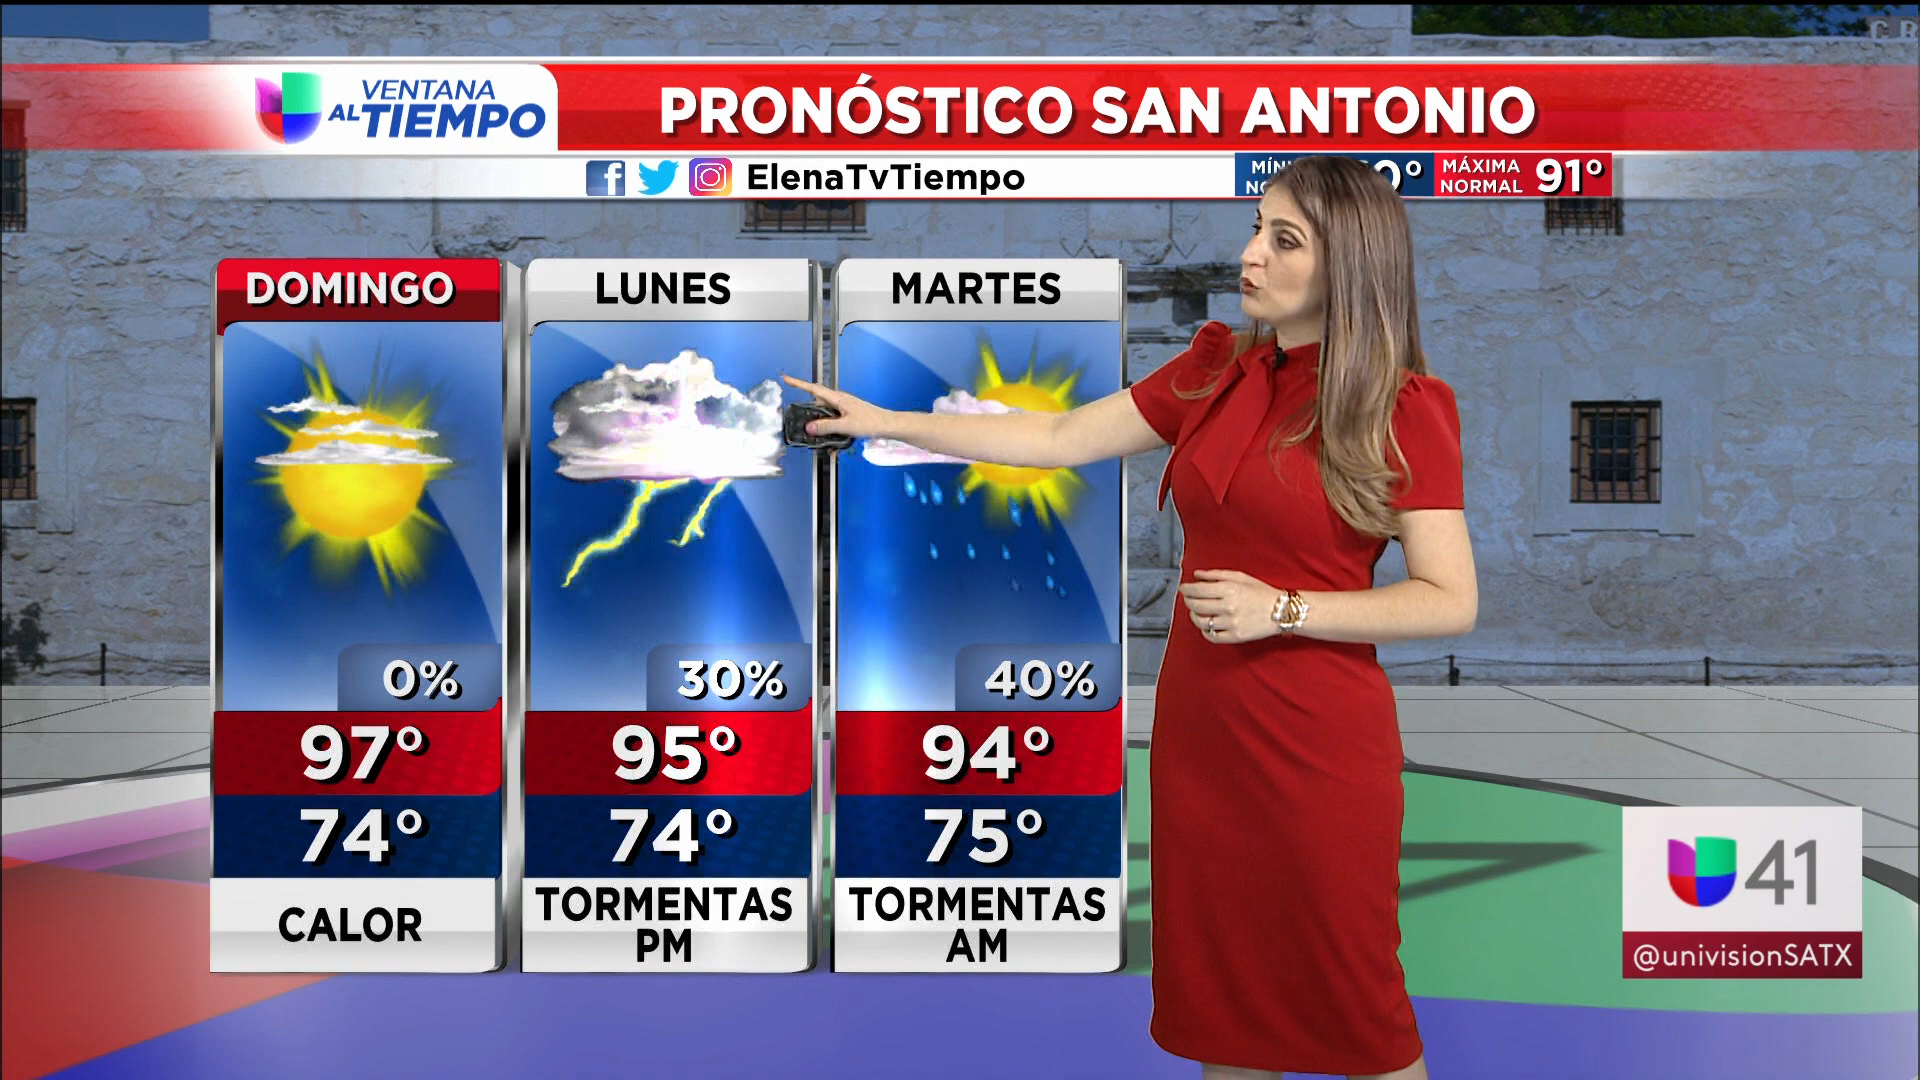 VENTANA
AL TIEMPO
PRONÓSTICO SAN ANTONIO
ElenaTvTiempo
MÁXIMA
NORMAL
91°
DOMINGO
LUNES
MARTES
0%
30%
40%
97°
95°
94°
74°
74°
75°
CALOR
TORMENTAS
PM
TORMENTAS
AM
41
@univisionSATX